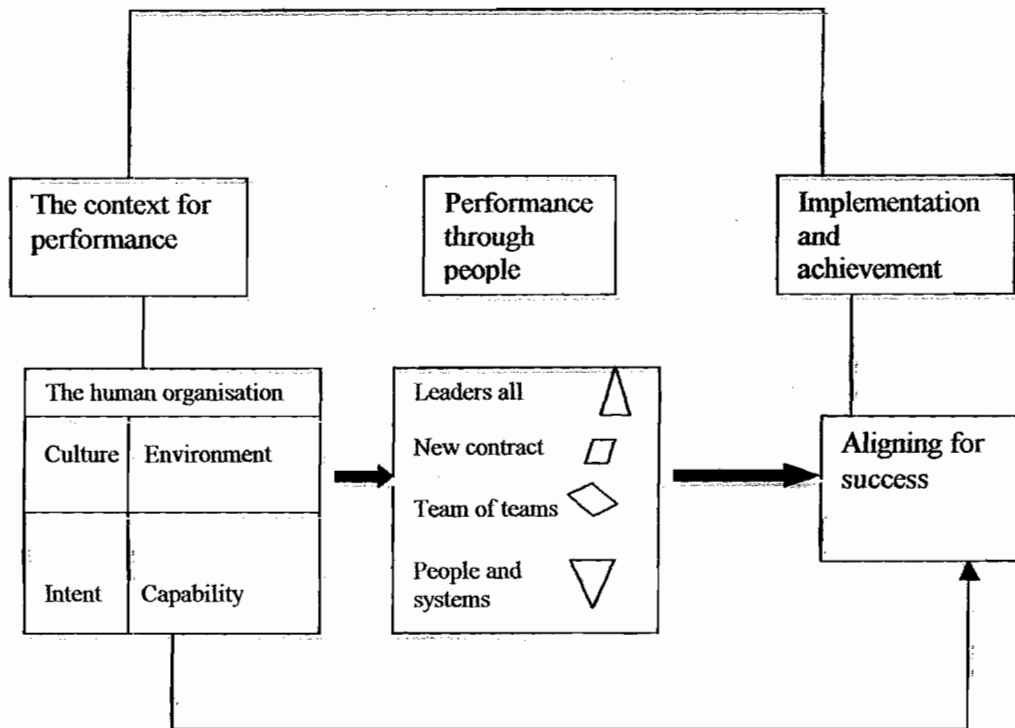 The context for
performance
Performance
through
people
Implementation
and
achievement
The human organisation
Culture
Environment
Intent
Capability
Leaders all
New contract
Team of teams
People and
systems
Aligning for
success